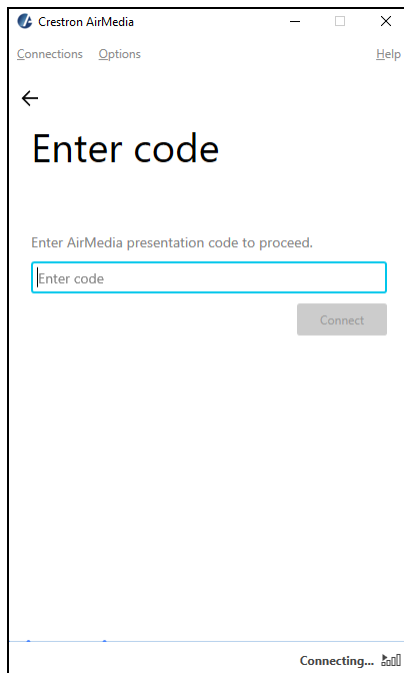 Crestron AirMedia
Connections Options Help
Enter code
Enter AirMedia presentation code to proceed.
Enter code
Connect
Connecting...